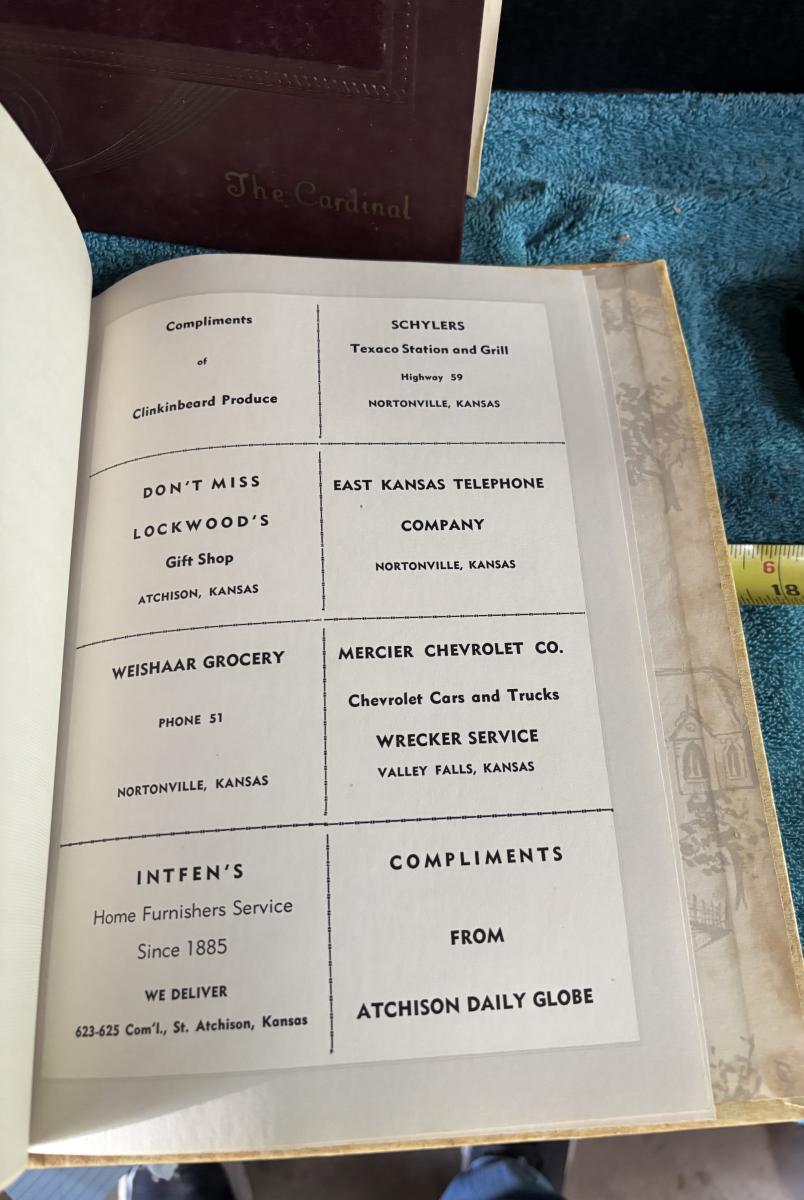 The Cardinal
Compliments
of
Clinkinbeard Produce
SCHYLERS
Texaco Station and Grill
Highway 59
NORTONVILLE, KANSAS
DON'T MISS
LOCKWOOD'S
Gift Shop
ATCHISON, KANSAS
EAST KANSAS TELEPHONE
COMPANY
NORTONVILLE, KANSAS
WEISHAAR GROCERY
PHONE 51
NORTONVILLE, KANSAS
MERCIER CHEVROLET CO.
Chevrolet Cars and Trucks
WRECKER SERVICE
VALLEY FALLS, KANSAS
INTFEN'S
Home Furnishers Service
Since 1885
WE DELIVER
623-625 Com'l., St. Atchison, Kansas
COMPLIMENTS
FROM
ATCHISON DAILY GLOBE
6
18